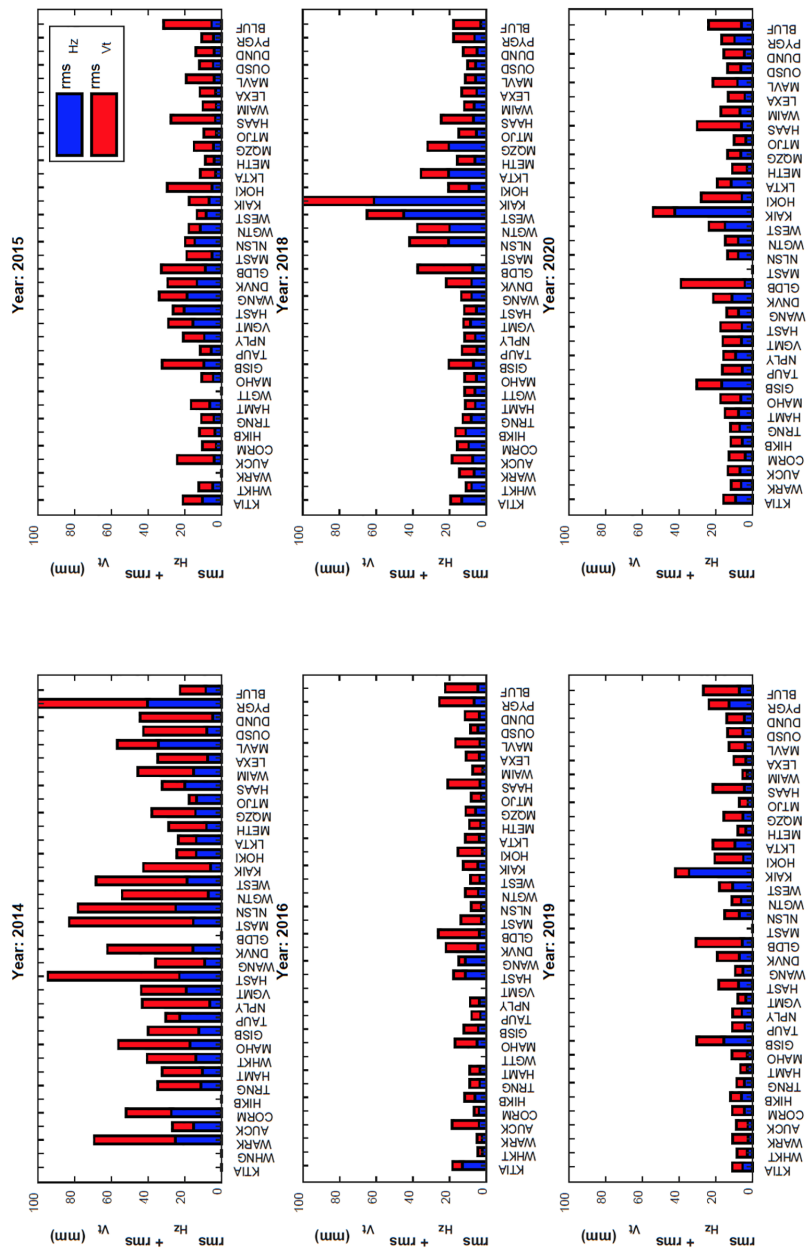 Year: 2014
100
80
60
40
20
0
rms Hz + rms Vt (mm)
KTIA
WHNG
WARK
AUCK
CORM
HIKB
TRNG
HAMT
WHKT
MAHO
GISB
TAUP
NPLY
VGMT
HAST
WANG
DNVK
GLDB
MAST
NLSN
WGTN
WEST
KAIK
HOKI
LKTA
METH
MQZG
MTJO
HAAS
WAIM
LEXA
MAVL
OUSD
DUND
PYGR
BLUF
Year: 2015
rms Hz
rms Vt
100
80
60
40
20
0
rms Hz + rms Vt (mm)
KTIA
WHKT
WARK
AUCK
CORM
HIKB
TRNG
HAMT
WGTT
MAHO
GISB
TAUP
NPLY
VGMT
HAST
WANG
DNVK
GLDB
MAST
NLSN
WGTN
WEST
KAIK
HOKI
LKTA
METH
MQZG
MTJO
HAAS
WAIM
LEXA
MAVL
OUSD
DUND
PYGR
BLUF
Year: 2016
100
80
60
40
20
0
rms Hz + rms Vt (mm)
KTIA
WHKT
WARK
AUCK
CORM
HIKB
TRNG
HAMT
WGTT
MAHO
GISB
TAUP
NPLY
VGMT
HAST
WANG
DNVK
GLDB
MAST
NLSN
WGTN
WEST
KAIK
HOKI
LKTA
METH
MQZG
MTJO
HAAS
WAIM
LEXA
MAVL
OUSD
DUND
PYGR
BLUF
Year: 2018
100
80
60
40
20
0
rms Hz + rms Vt (mm)
KTIA
WHKT
WARK
AUCK
CORM
HIKB
TRNG
HAMT
WGTT
MAHO
GISB
TAUP
NPLY
VGMT
HAST
WANG
DNVK
GLDB
MAST
NLSN
WGTN
WEST
KAIK
HOKI
LKTA
METH
MQZG
MTJO
HAAS
WAIM
LEXA
MAVL
OUSD
DUND
PYGR
BLUF
Year: 2019
100
80
60
40
20
0
rms Hz + rms Vt (mm)
KTIA
WHKT
WARK
AUCK
CORM
HIKB
TRNG
HAMT
MAHO
GISB
TAUP
NPLY
VGMT
HAST
WANG
DNVK
GLDB
MAST
NLSN
WGTN
WEST
KAIK
HOKI
LKTA
METH
MQZG
MTJO
HAAS
WAIM
LEXA
MAVL
OUSD
DUND
PYGR
BLUF
Year: 2020
100
80
60
40
20
0
rms Hz + rms Vt (mm)
KTIA
WARK
AUCK
CORM
HIKB
TRNG
HAMT
MAHO
GISB
TAUP
NPLY
VGMT
HAST
WANG
DNVK
GLDB
MAST
NLSN
WGTN
WEST
KAIK
HOKI
LKTA
METH
MQZG
MTJO
HAAS
WAIM
LEXA
MAVL
OUSD
DUND
PYGR
BLUF